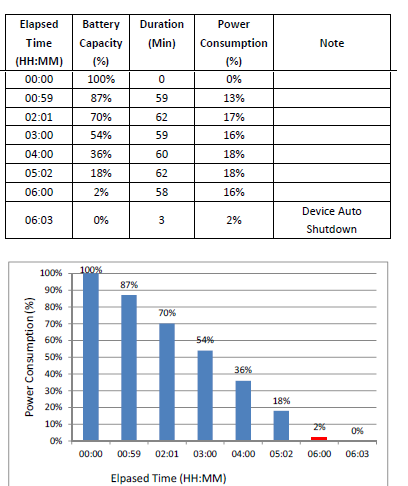 Elapsed Battery Duration Power
Time Capacity (Min) Consumption Note
(HH:MM) (%) (%)
00:00 100% 0 0%
00:59 87% 59 13%
02:01 70% 62 17%
03:00 54% 59 16%
04:00 36% 60 18%
05:02 18% 62 18%
06:00 2% 58 16%
06:03 0% 3 2% Device Auto
Shutdown
100% 100%
90% 87%
80%
70% 70%
60% 54%
50%
40% 36%
30%
20% 18%
10% 2% 0%
0%
Power Consumption (%)
00:00 00:59 02:01 03:00 04:00 05:02 06:00 06:03
Elpased Time (HH:MM)